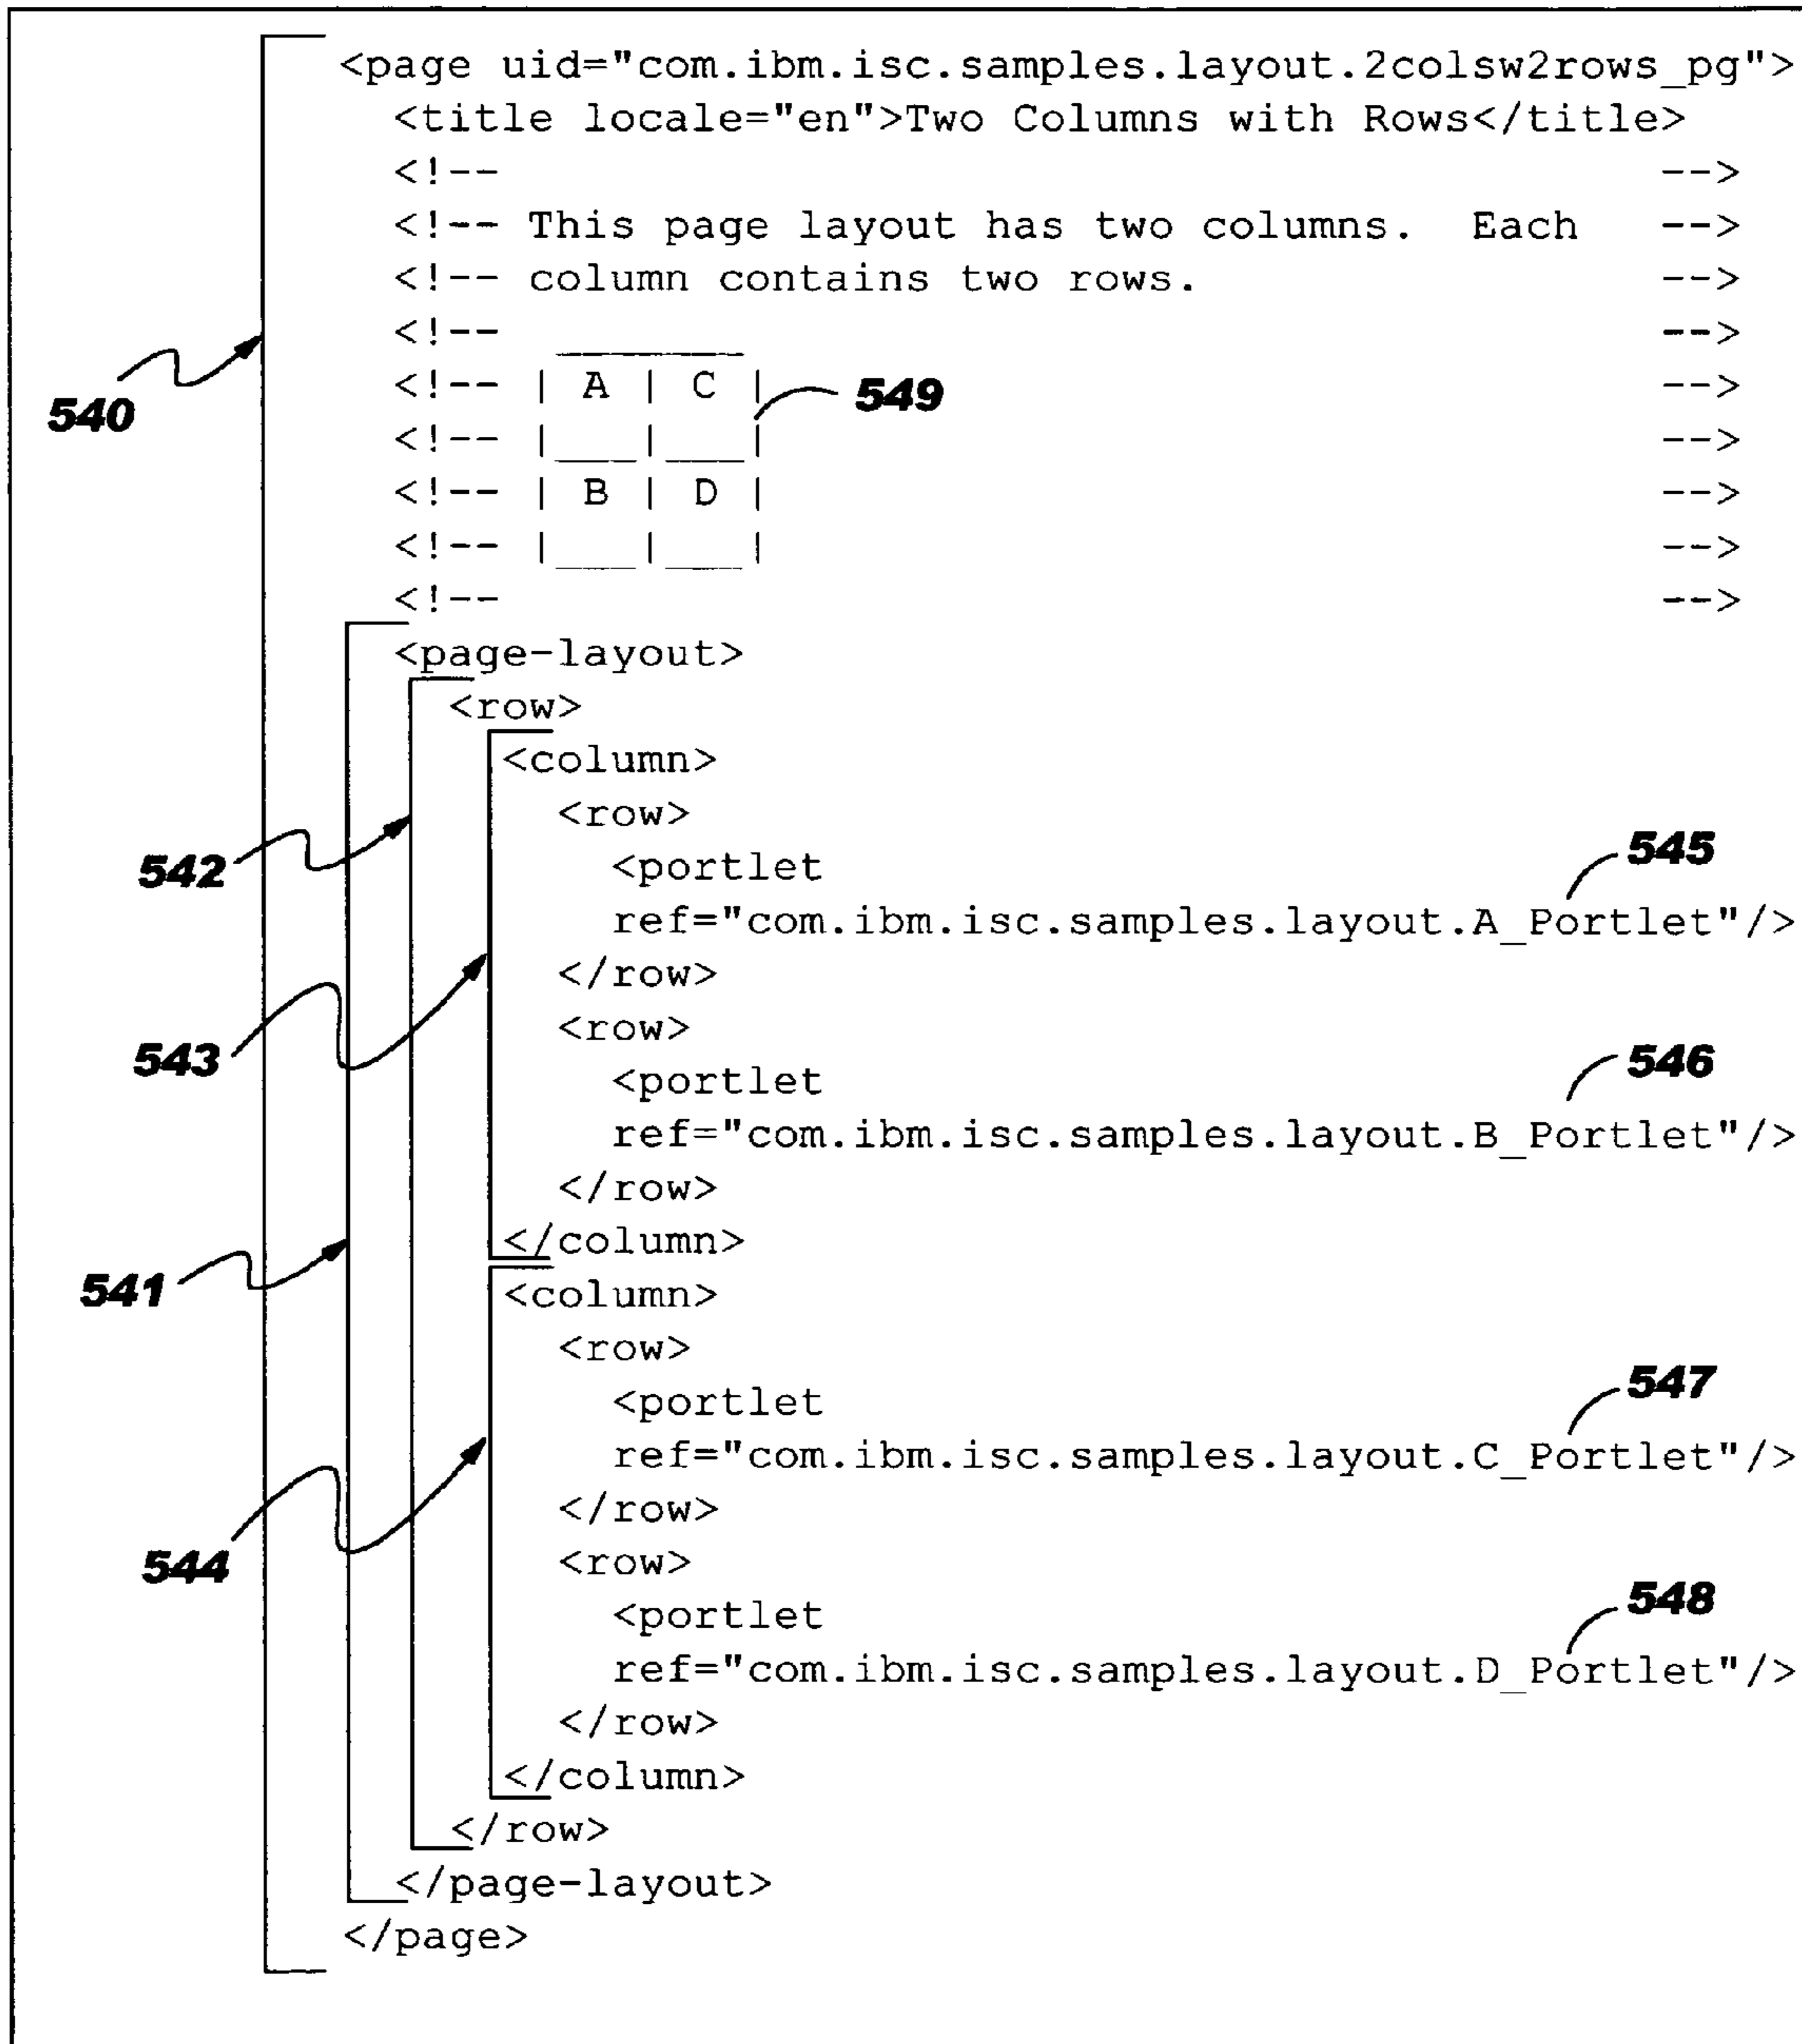 <page uid="com.ibm.isc.samples.layout.2colsw2rows_pg">
<title locale="en">Two Columns with Rows</title>
<!-- -->
<!-- This page layout has two columns. Each -->
<!-- column contains two rows. -->
<!-- -->
<!-- | A | C | 549 -->
540
<!-- |___|___| -->
<!-- | B | D | -->
<!-- |___|___| -->
<!-- -->
<page-layout>
<row>
<column>
<row>
545
542 <portlet
ref="com.ibm.isc.samples.layout.A_Portlet"/>
</row>
<row>
543 546
<portlet
ref="com.ibm.isc.samples.layout.B_Portlet"/>
</row>
</column>
541 <column>
<row>
547
<portlet
ref="com.ibm.isc.samples.layout.C_Portlet"/>
</row>
544 <row>
548
<portlet
ref="com.ibm.isc.samples.layout.D_Portlet"/>
</row>
</column>
</row>
</page-layout>
</page>